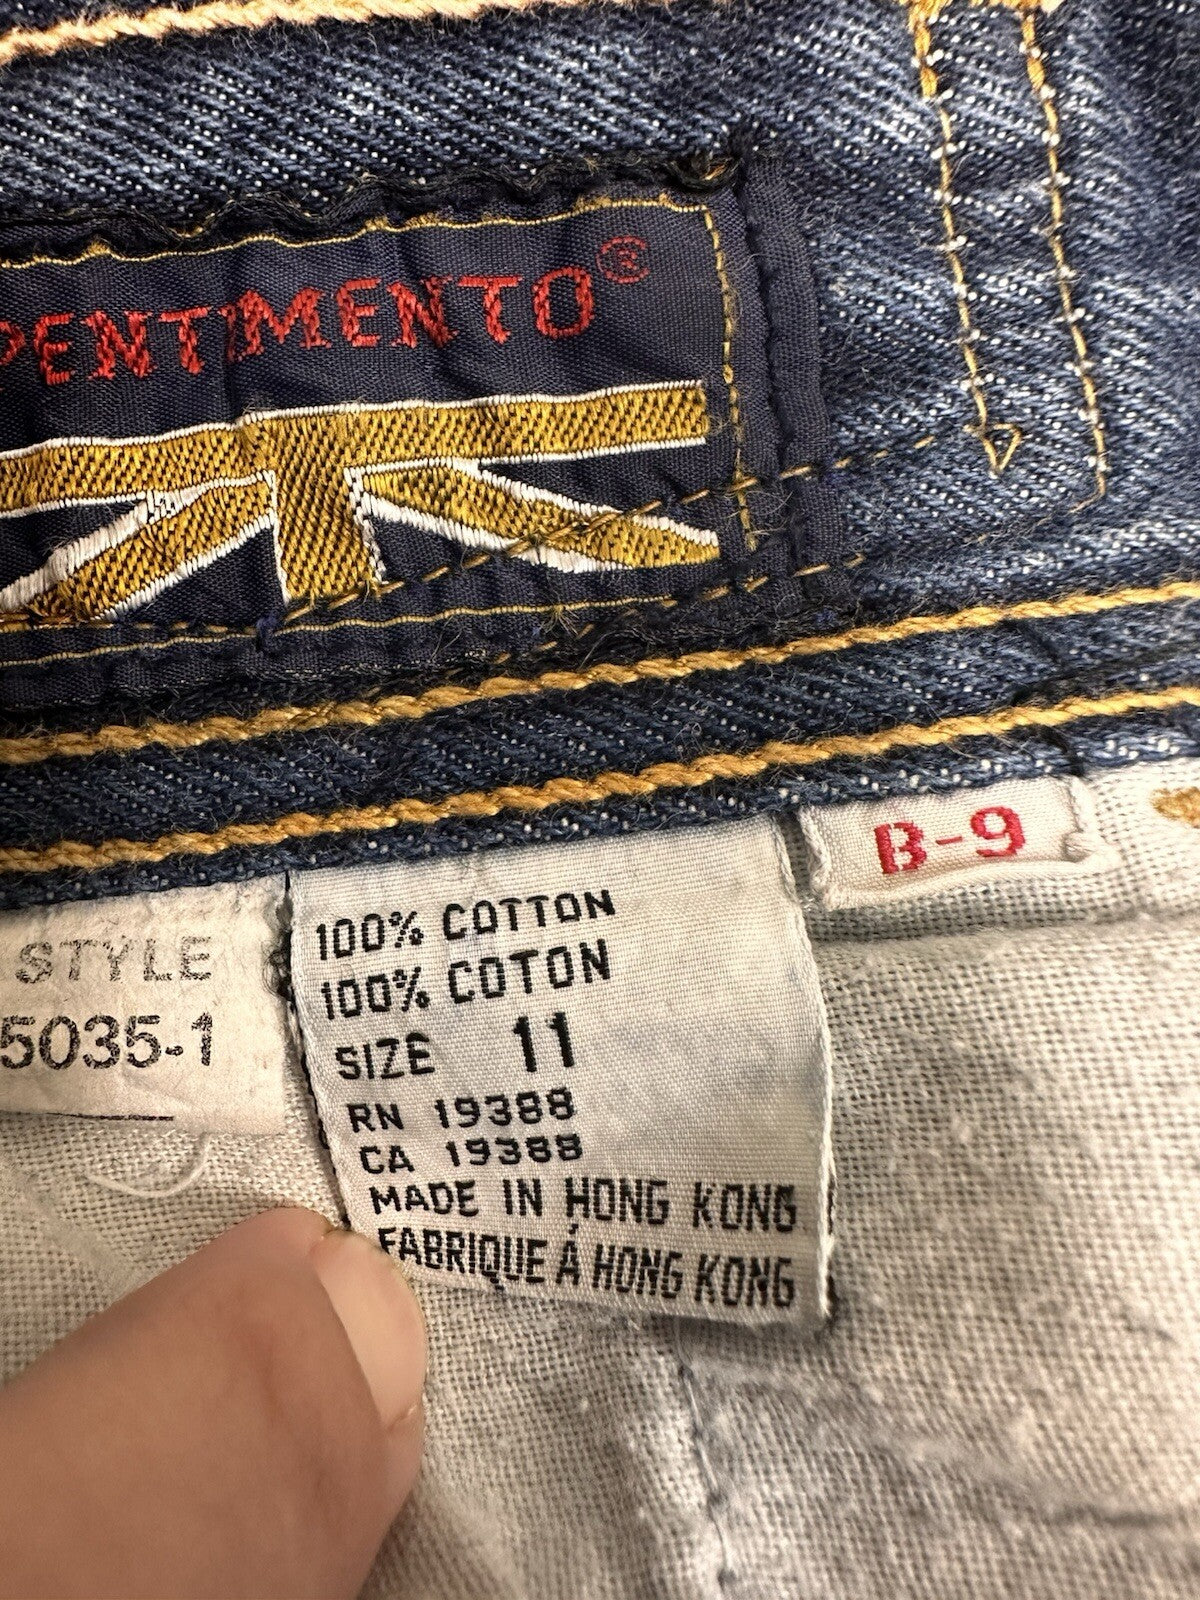 PENTIMENTO®
B-9
STYLE
5035-1
100% COTTON
100% COTON
SIZE 11
RN 19388
CA 19388
MADE IN HONG KONG
FABRIQUÉ À HONG KONG